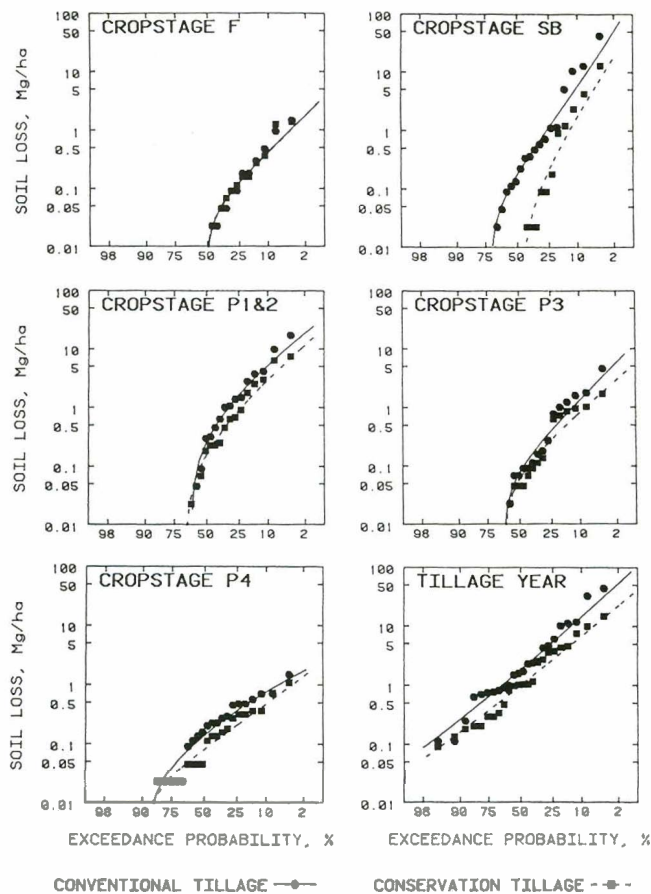 CROPSTAGE F
SOIL LOSS, Mg/ha
100
50
10
5
1
0.5
0.1
0.05
0.01
98 90 75 50 25 10 2
CROPSTAGE SB
100
50
10
5
1
0.5
0.1
0.05
0.01
98 90 75 50 25 10 2
CROPSTAGE P1&2
SOIL LOSS, Mg/ha
100
50
10
5
1
0.5
0.1
0.05
0.01
98 90 75 50 25 10 2
CROPSTAGE P3
100
50
10
5
1
0.5
0.1
0.05
0.01
98 90 75 50 25 10 2
CROPSTAGE P4
SOIL LOSS, Mg/ha
100
50
10
5
1
0.5
0.1
0.05
0.01
98 90 75 50 25 10 2
EXCEEDANCE PROBABILITY, %
TILLAGE YEAR
100
50
10
5
1
0.5
0.1
0.05
0.01
98 90 75 50 25 10 2
EXCEEDANCE PROBABILITY, %
CONVENTIONAL TILLAGE
CONSERVATION TILLAGE